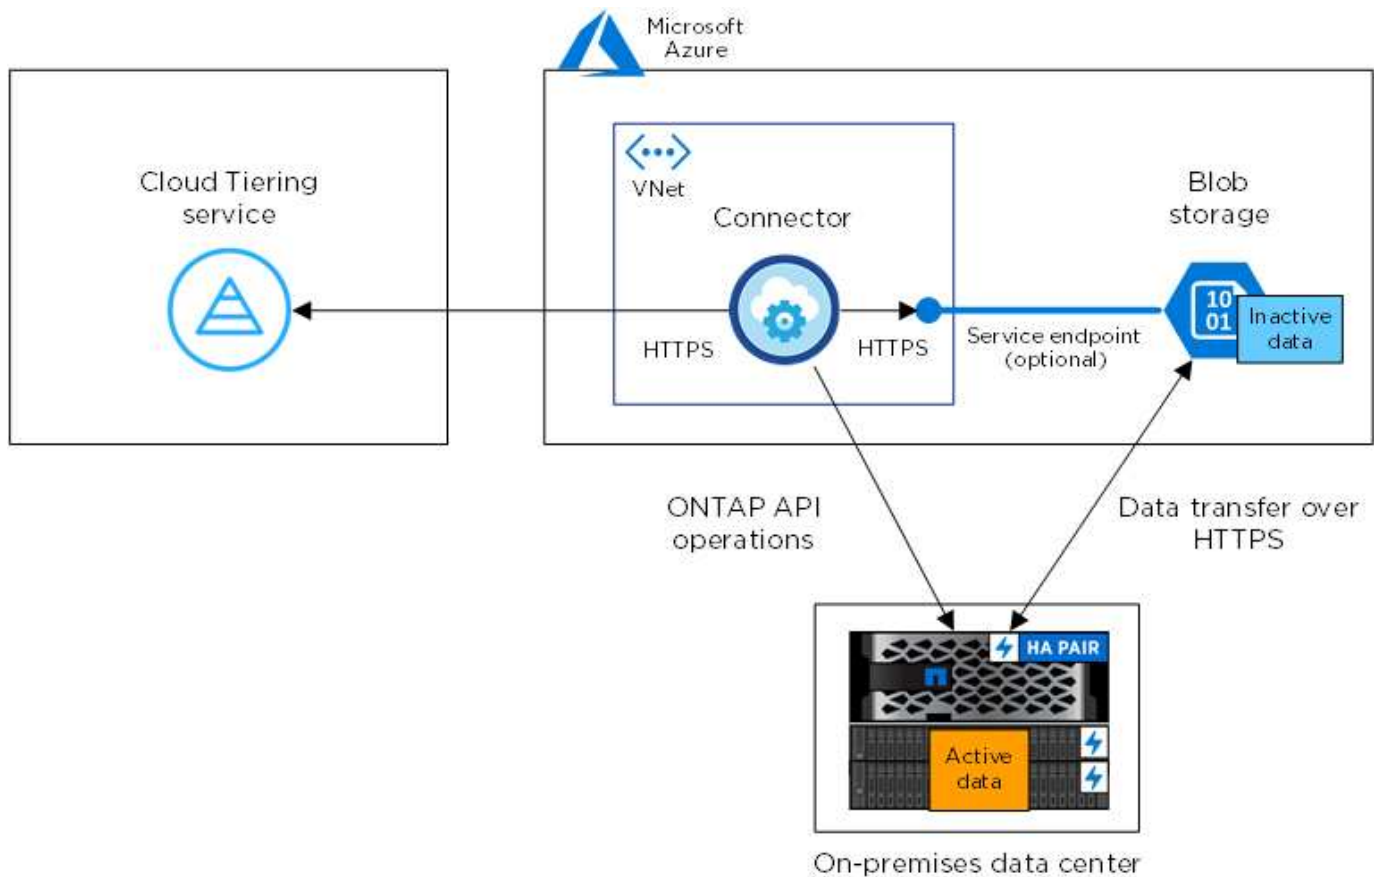 Microsoft
Azure
Cloud Tiering
service
VNet
Connector
Blob
storage
10
01
Inactive
data
HTTPS
HTTPS
Service endpoint
(optional)
ONTAP API
operations
Data transfer over
HTTPS
HA PAIR
Active
data
On-premises data center